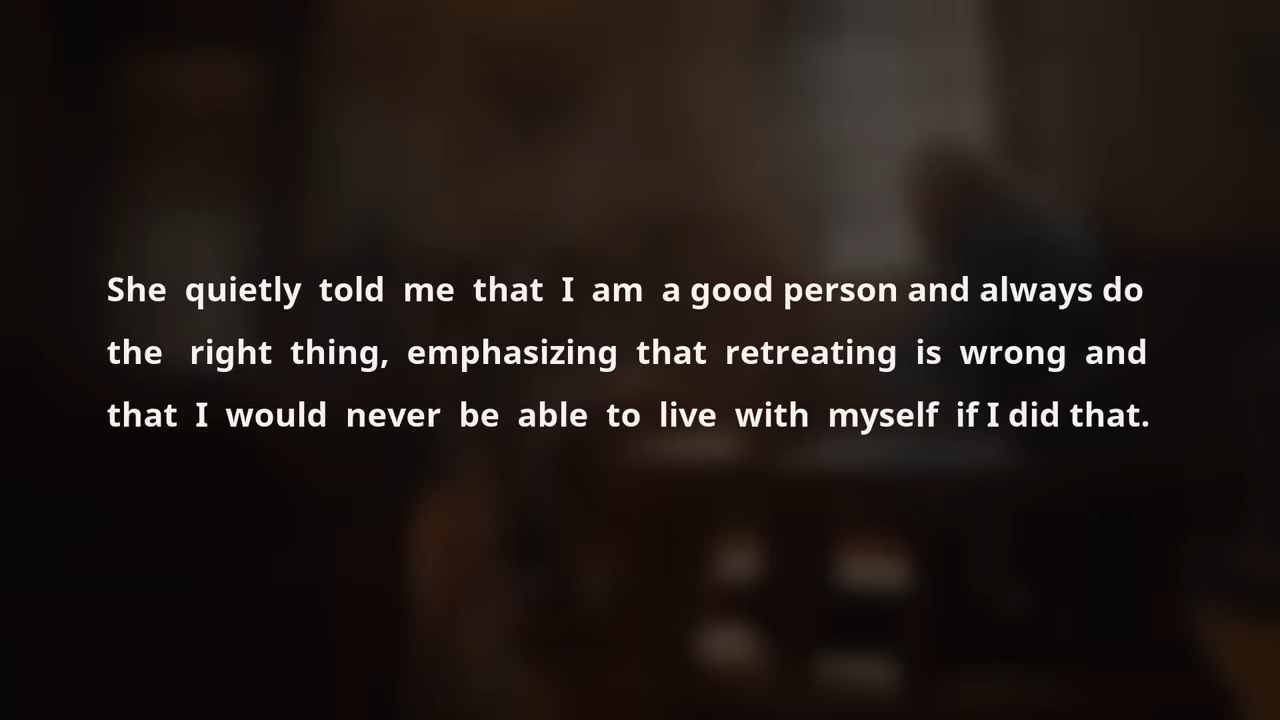 She quietly told me that I am a good person and always do
the right thing, emphasizing that retreating is wrong and
that I would never be able to live with myself if I did that.